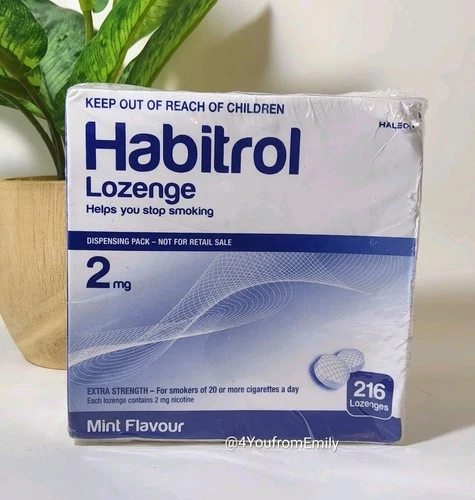 KEEP OUT OF REACH OF CHILDREN
HALEON
Habitrol
Lozenge
Helps you stop smoking
DISPENSING PACK – NOT FOR RETAIL SALE
2 mg
EXTRA STRENGTH – For smokers of 20 or more cigarettes a day
Each lozenge contains 2 mg nicotine
216
Lozenges
Mint Flavour
@4YoufromEmily